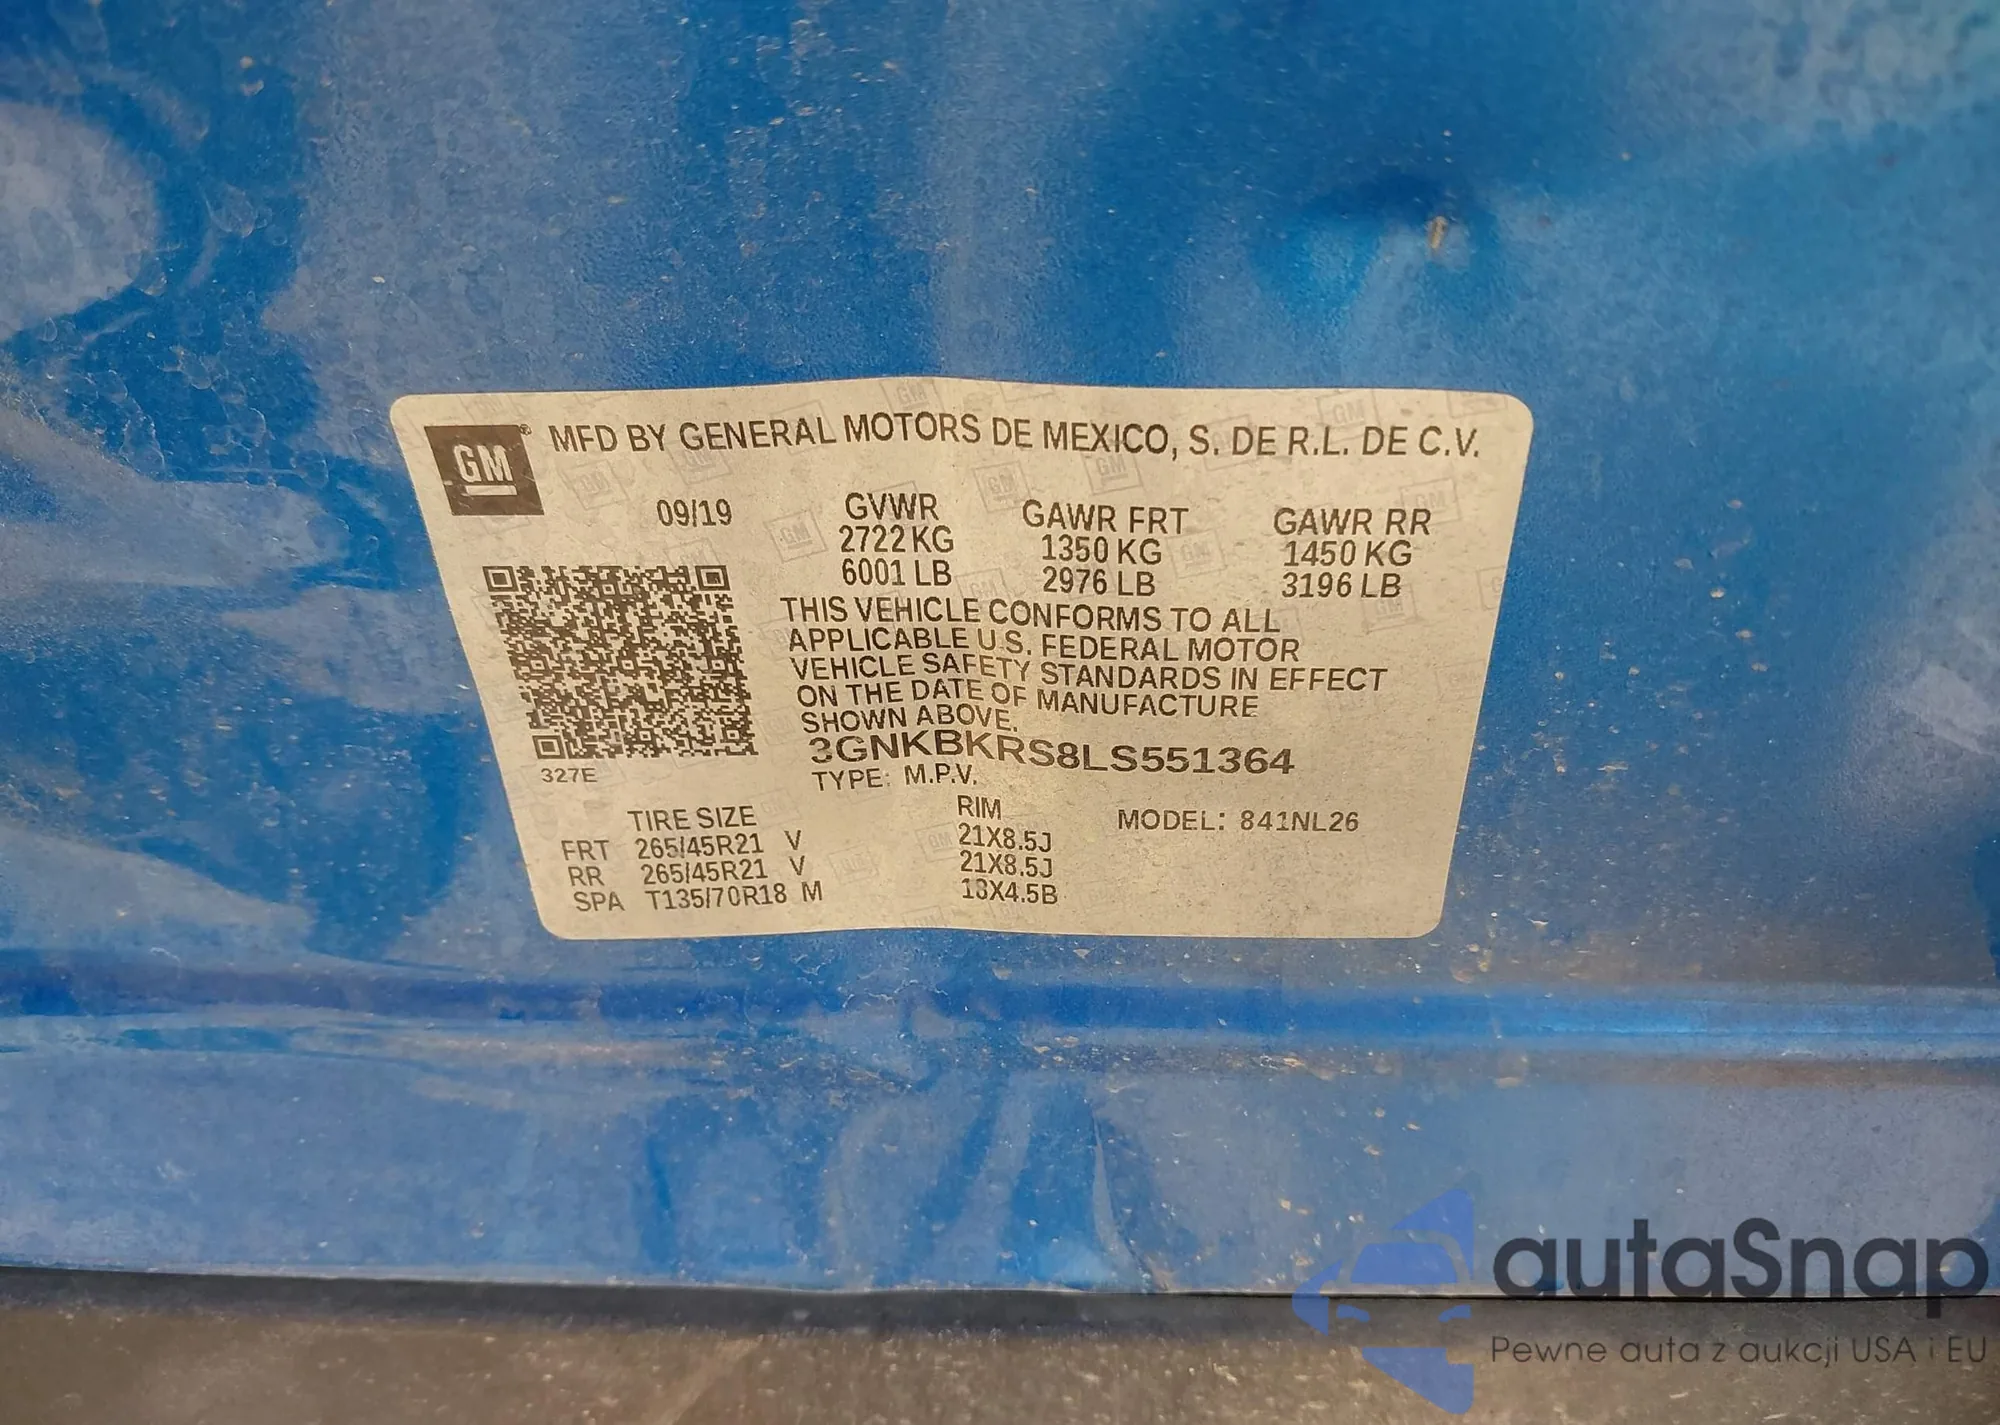 GM
MFD BY GENERAL MOTORS DE MEXICO, S. DE R.L. DE C.V.
09/19 GVWR GAWR FRT GAWR RR
2722 KG 1350 KG 1450 KG
6001 LB 2976 LB 3196 LB
THIS VEHICLE CONFORMS TO ALL
APPLICABLE U.S. FEDERAL MOTOR
VEHICLE SAFETY STANDARDS IN EFFECT
ON THE DATE OF MANUFACTURE
SHOWN ABOVE.
3GNKBKRS8LS551364
327E
TYPE: M.P.V.
TIRE SIZE RIM MODEL: 841NL26
FRT 265/45R21 V 21X8.5J
RR 265/45R21 V 21X8.5J
SPA T135/70R18 M 18X4.5B
autaSnap
Pewne auta z aukcji USA i EU